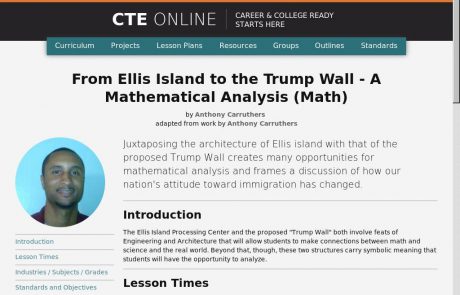 CTE ONLINE
CAREER & COLLEGE READY
STARTS HERE
Curriculum Projects Lesson Plans Resources Groups Outlines Standards
From Ellis Island to the Trump Wall - A
Mathematical Analysis (Math)
by Anthony Carruthers
adapted from work by Anthony Carruthers
Juxtaposing the architecture of Ellis island with that of the
proposed Trump Wall creates many opportunities for
mathematical analysis and frames a discussion of how our
nation's attitude toward immigration has changed.
Introduction
The Ellis Island Processing Center and the proposed "Trump Wall" both involve feats of
Engineering and Architecture that will allow students to make connections between math and
science and the real world. Beyond that, though, these two structures carry symbolic meaning that
students will have the opportunity to analyze.
Lesson Times
Introduction
Lesson Times
Industries / Subjects / Grades
Standards and Objectives